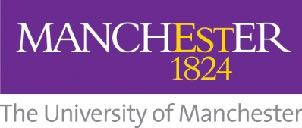 MANCHEsTER
1824
The University of Manchester